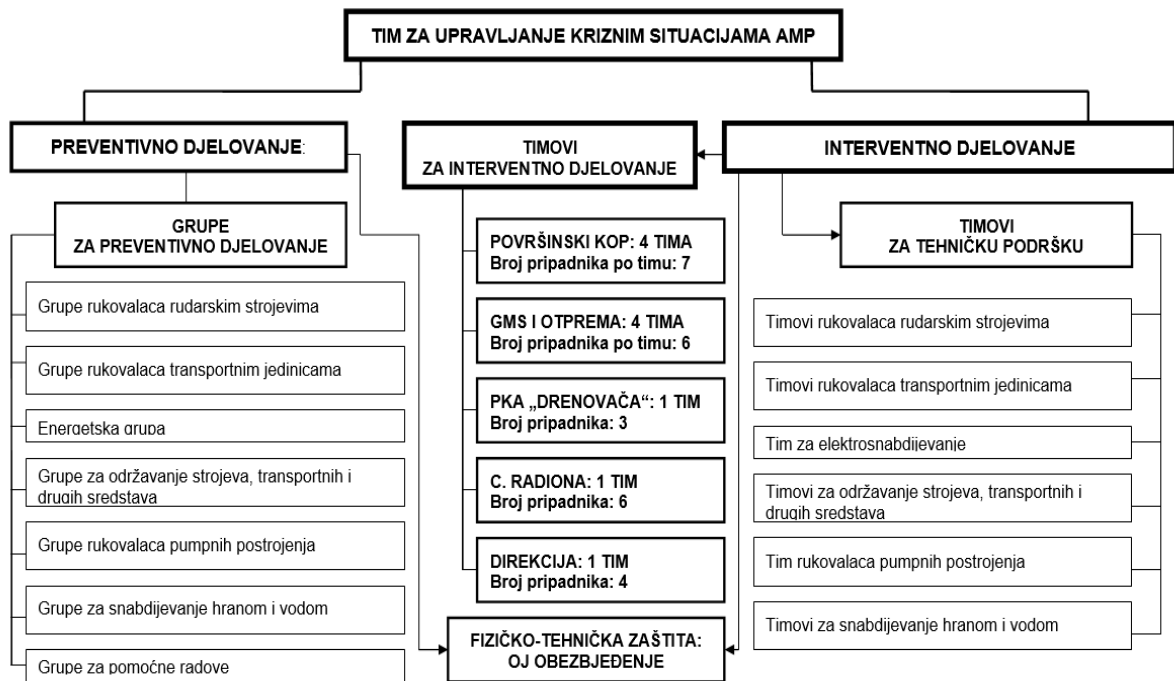 TIM ZA UPRAVLJANJE KRIZNIM SITUACIJAMA AMP
PREVENTIVNO DJELOVANJE:
GRUPE
ZA PREVENTIVNO DJELOVANJE
Grupe rukovalaca rudarskim strojevima
Grupe rukovalaca transportnim jedinicama
Energetska grupa
Grupe za održavanje strojeva, transportnih i
drugih sredstava
Grupe rukovalaca pumpnih postrojenja
Grupe za snabdijevanje hranom i vodom
Grupe za pomoćne radove
TIMOVI
ZA INTERVENTNO DJELOVANJE
POVRŠINSKI KOP: 4 TIMA
Broj pripadnika po timu: 7
GMS I OTPREMA: 4 TIMA
Broj pripadnika po timu: 6
PKA „DRENOVAČA“: 1 TIM
Broj pripadnika: 3
C. RADIONA: 1 TIM
Broj pripadnika: 6
DIREKCIJA: 1 TIM
Broj pripadnika: 4
FIZIČKO-TEHNIČKA ZAŠTITA:
OJ OBEZBJEĐENJE
INTERVENTNO DJELOVANJE
TIMOVI
ZA TEHNIČKU PODRŠKU
Timovi rukovalaca rudarskim strojevima
Timovi rukovalaca transportnim jedinicama
Tim za elektrosnabdijevanje
Timovi za održavanje strojeva, transportnih i
drugih sredstava
Tim rukovalaca pumpnih postrojenja
Timovi za snabdijevanje hranom i vodom